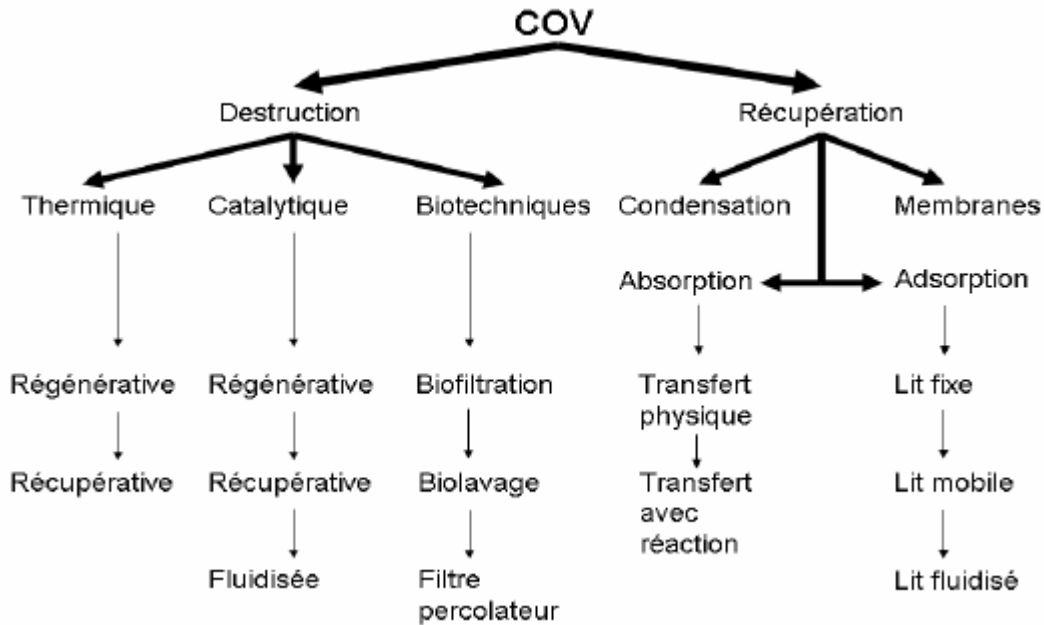 COV
Destruction
Récupération
Thermique
Catalytique
Biotechniques
Condensation
Membranes
Absorption
Adsorption
Régénérative
Régénérative
Biofiltration
Transfert
physique
Lit fixe
Récupérative
Récupérative
Biolavage
Transfert
avec
réaction
Lit mobile
Fluidisée
Filtre
percolateur
Lit fluidisé